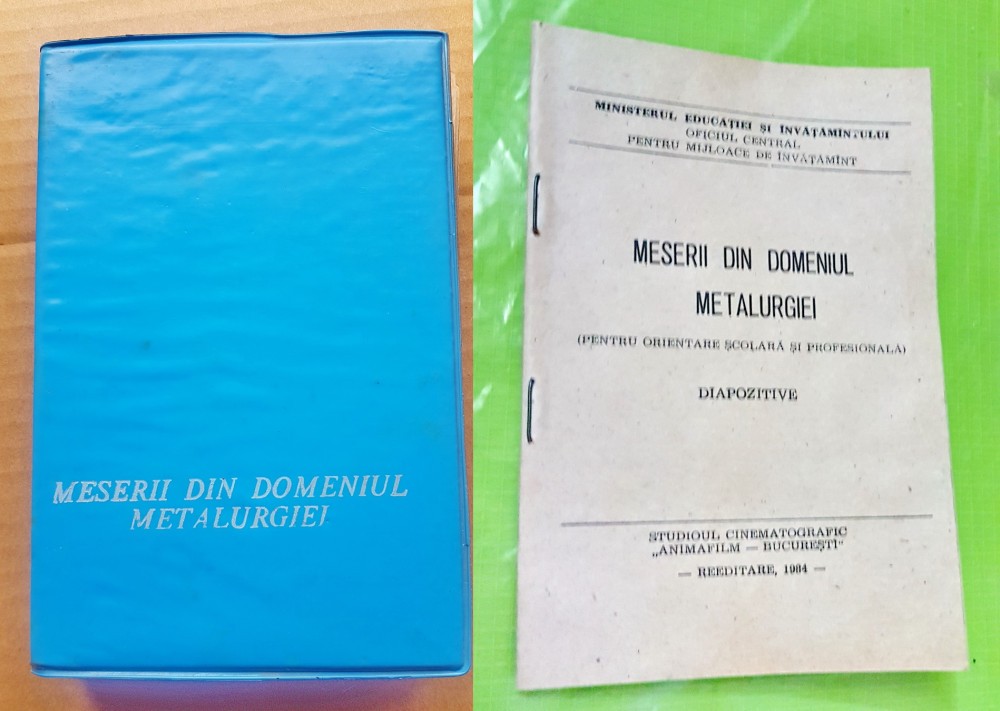 MESERII DIN DOMENIUL
METALURGIEI
MINISTERUL EDUCAȚIEI ȘI ÎNVĂȚĂMÎNTULUI
OFICIUL CENTRAL
PENTRU MIJLOACE DE ÎNVĂȚĂMÎNT
MESERII DIN DOMENIUL
METALURGIEI
(PENTRU ORIENTARE ȘCOLARĂ ȘI PROFESIONALĂ)
DIAPOZITIVE
STUDIOUL CINEMATOGRAFIC
„ANIMAFILM — BUCUREȘTI"
— REEDITARE, 1984 —